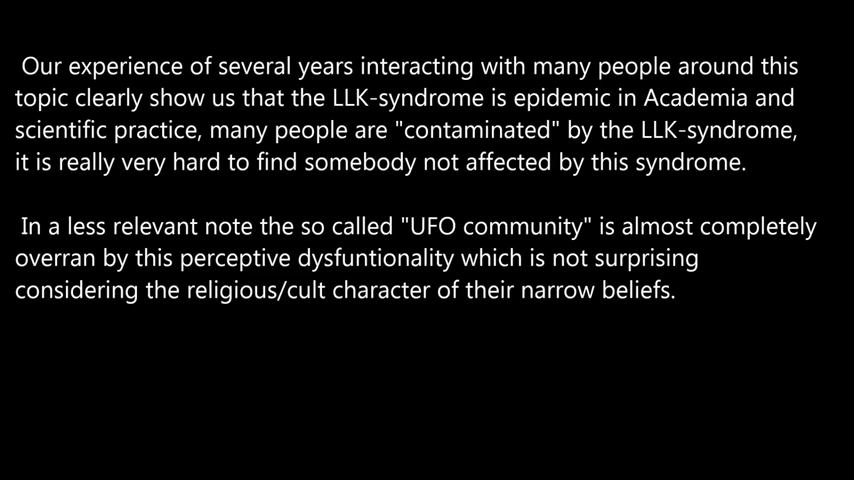 Our experience of several years interacting with many people around this
topic clearly show us that the LLK-syndrome is epidemic in Academia and
scientific practice, many people are "contaminated" by the LLK-syndrome,
it is really very hard to find somebody not affected by this syndrome.
In a less relevant note the so called "UFO community" is almost completely
overran by this perceptive dysfuntionality which is not surprising
considering the religious/cult character of their narrow beliefs.